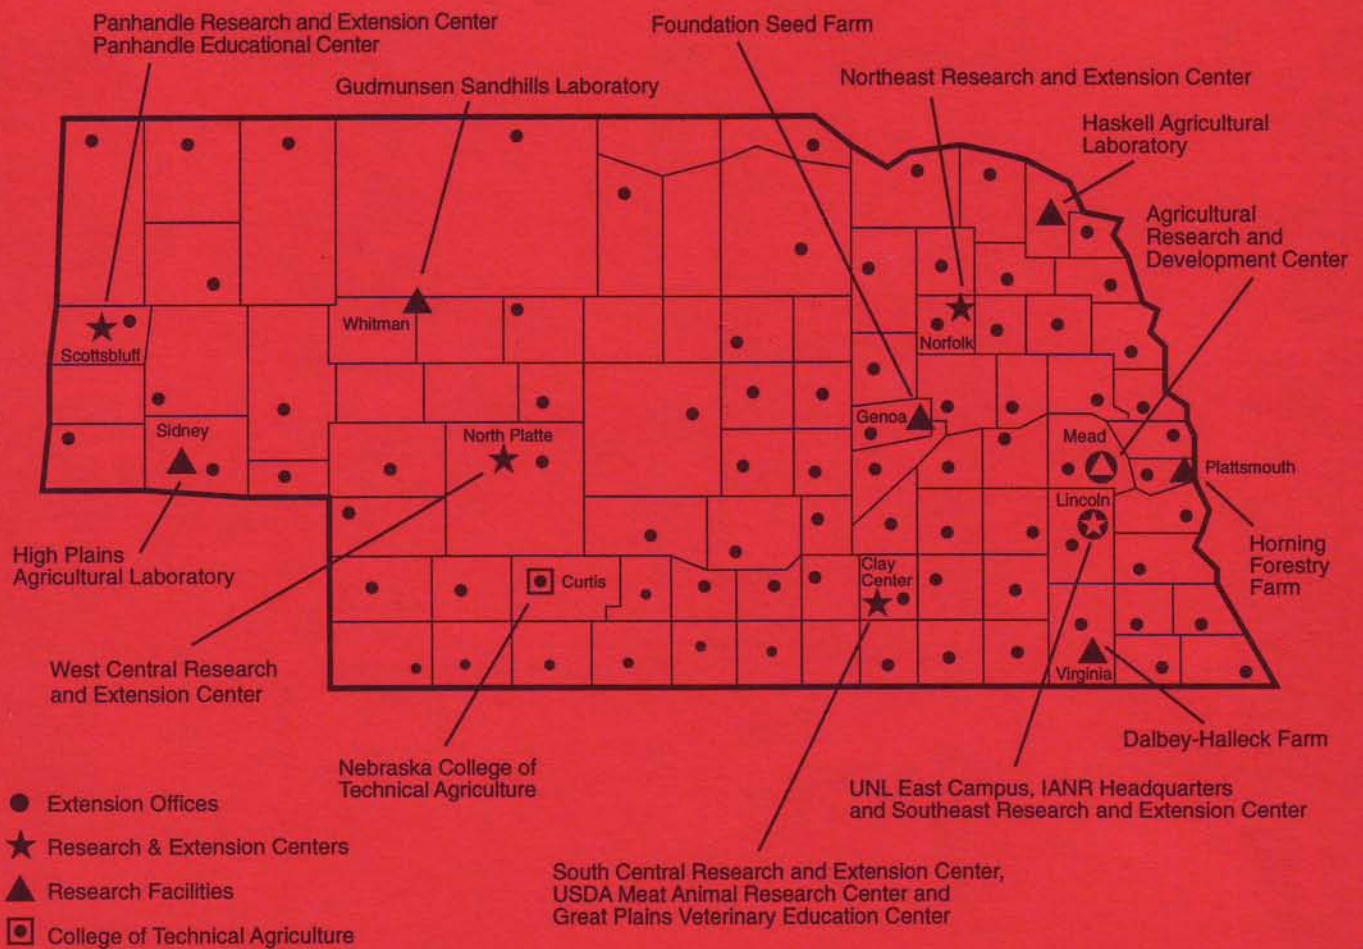 Panhandle Research and Extension Center
Panhandle Educational Center
Foundation Seed Farm
Gudmunsen Sandhills Laboratory
Northeast Research and Extension Center
Haskell Agricultural
Laboratory
Agricultural
Research and
Development Center
Whitman
Scottsbluff
Norfolk
Genoa
Sidney
North Platte
Mead
Plattsmouth
Lincoln
High Plains
Agricultural Laboratory
Curtis
Clay
Center
Horning
Forestry
Farm
West Central Research
and Extension Center
Virginia
Dalbey-Halleck Farm
Nebraska College of
Technical Agriculture
UNL East Campus, IANR Headquarters
and Southeast Research and Extension Center
South Central Research and Extension Center,
USDA Meat Animal Research Center and
Great Plains Veterinary Education Center
Extension Offices
Research & Extension Centers
Research Facilities
College of Technical Agriculture